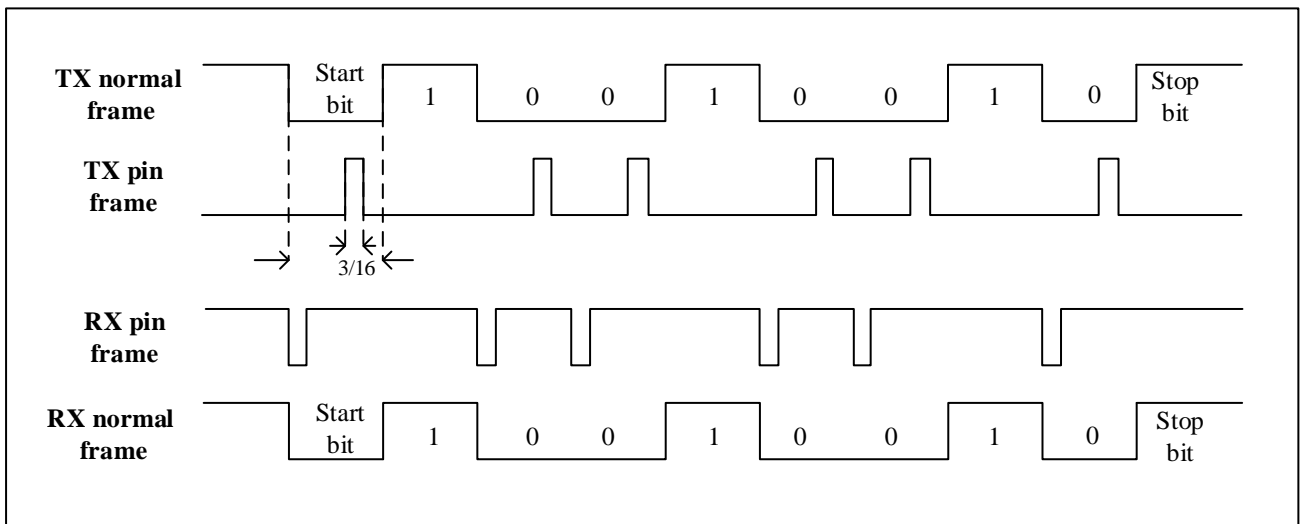 TX normal
frame
Start
bit
1 0 0 1 0 0 1 0
Stop
bit
TX pin
frame
3/16
RX pin
frame
RX normal
frame
Start
bit
1 0 0 1 0 0 1 0
Stop
bit